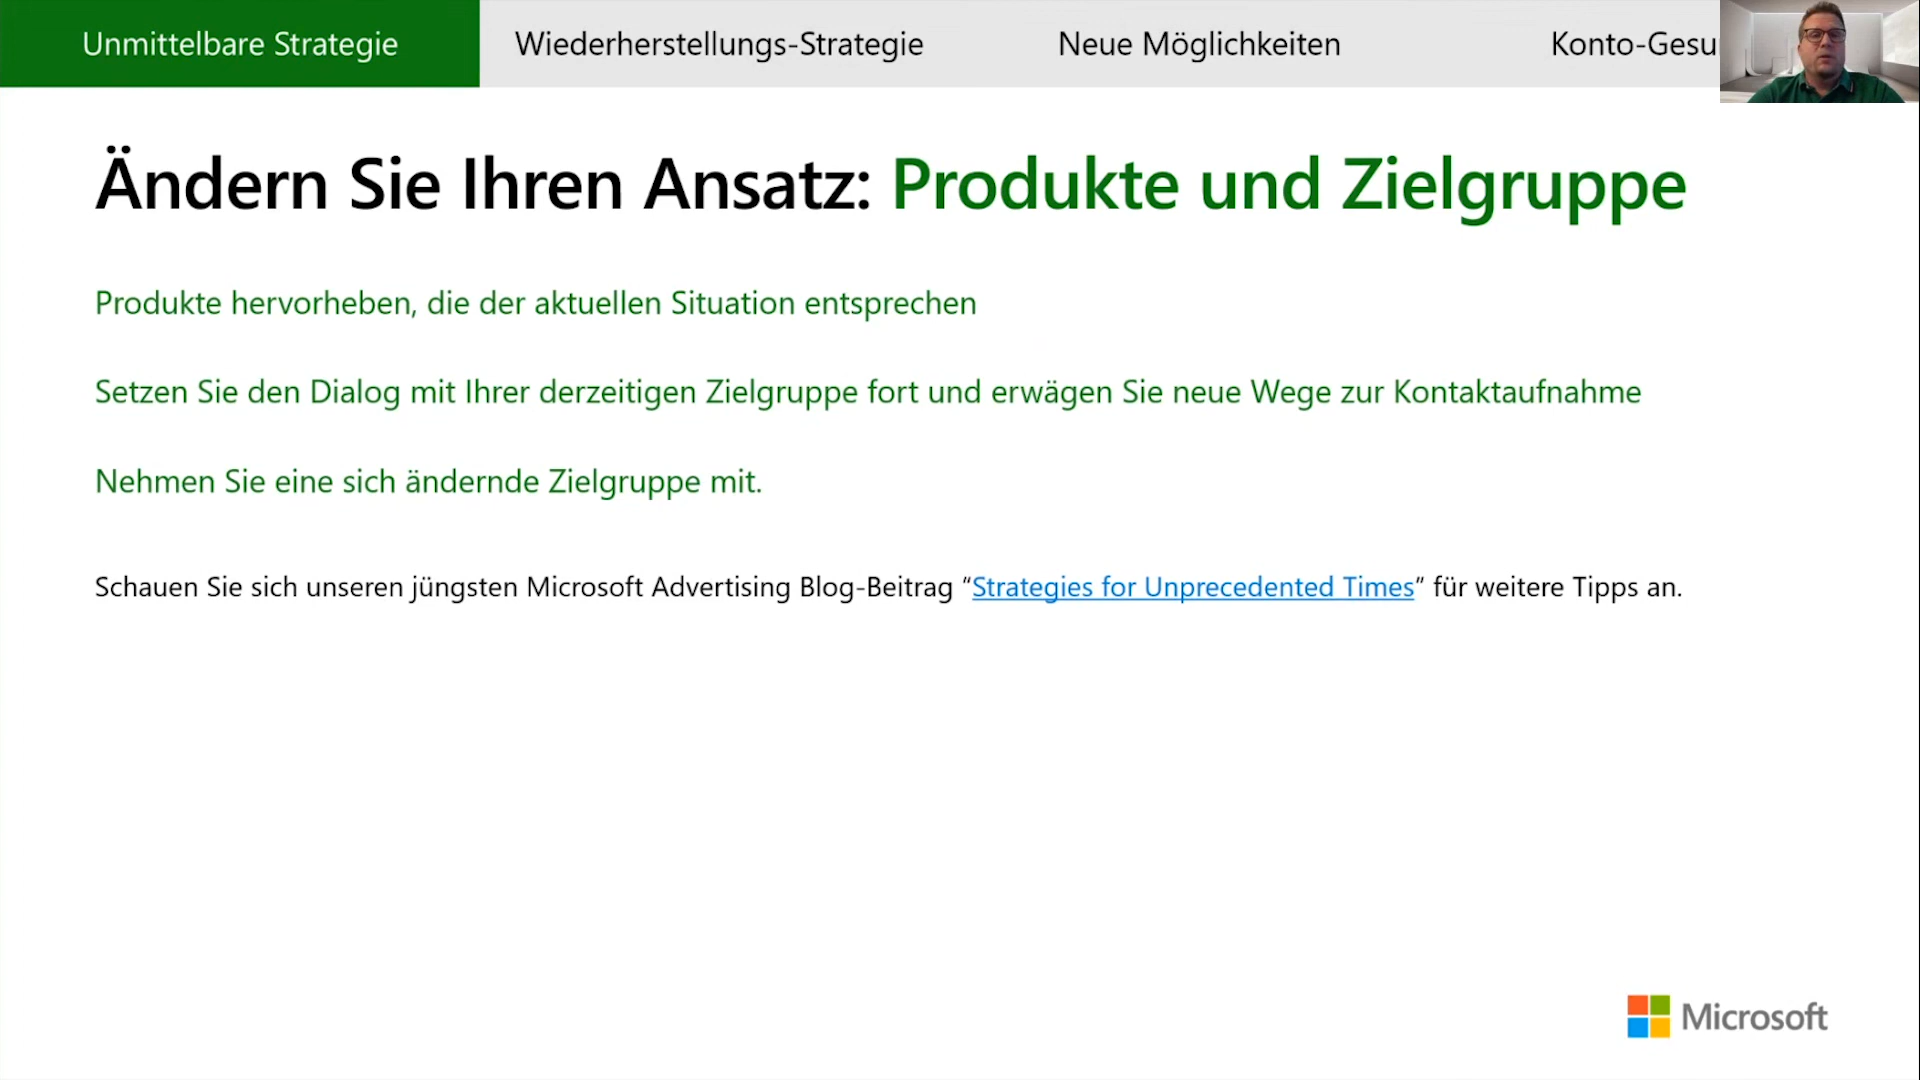 Unmittelbare Strategie
Wiederherstellungs-Strategie
Neue Möglichkeiten
Konto-Gesu
Ändern Sie Ihren Ansatz: Produkte und Zielgruppe
Produkte hervorheben, die der aktuellen Situation entsprechen
Setzen Sie den Dialog mit Ihrer derzeitigen Zielgruppe fort und erwägen Sie neue Wege zur Kontaktaufnahme
Nehmen Sie eine sich ändernde Zielgruppe mit.
Schauen Sie sich unseren jüngsten Microsoft Advertising Blog-Beitrag “Strategies for Unprecedented Times” für weitere Tipps an.
Microsoft